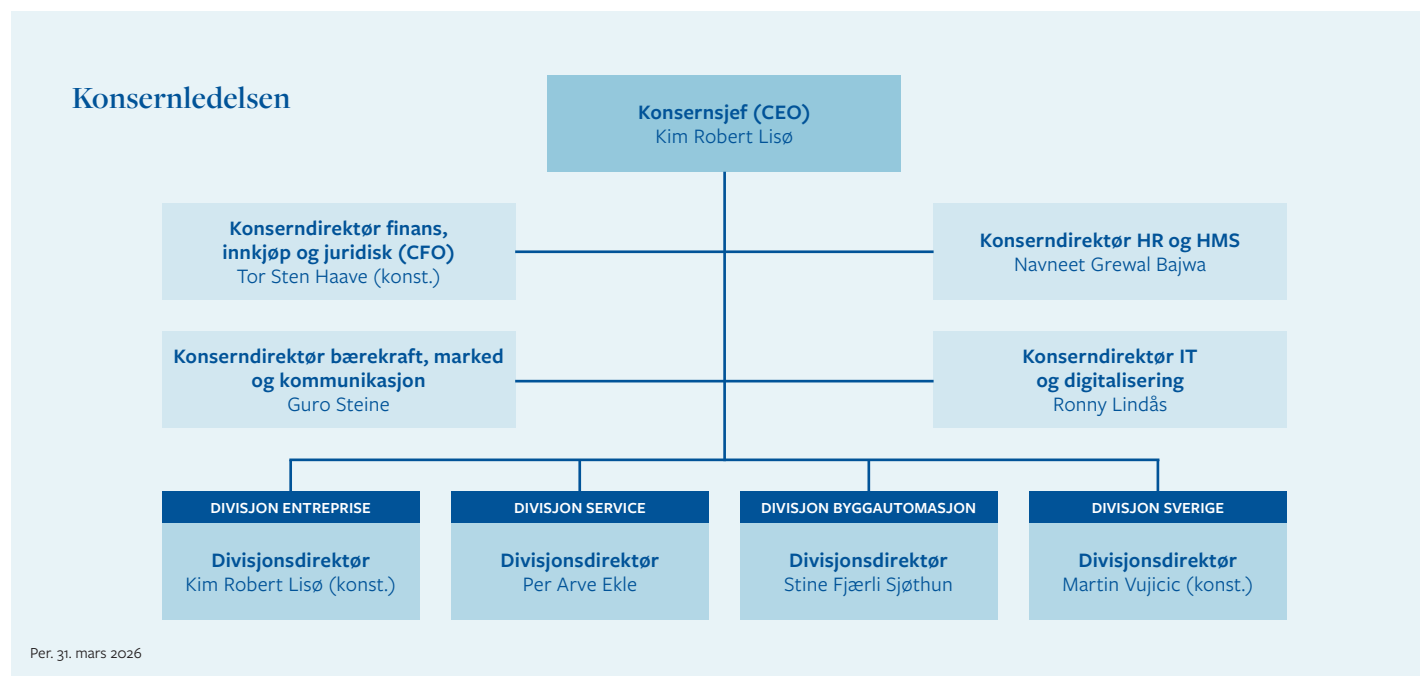 Konsernledelsen
Konsernsjef (CEO)
Kim Robert Lisø
Konserndirektør finans,
innkjøp og juridisk (CFO)
Tor Sten Haave (konst.)
Konserndirektør HR og HMS
Navneet Grewal Bajwa
Konserndirektør bærekraft, marked
og kommunikasjon
Guro Steine
Konserndirektør IT
og digitalisering
Ronny Lindås
DIVISJON ENTREPRISE
Divisjonsdirektør
Kim Robert Lisø (konst.)
DIVISJON SERVICE
Divisjonsdirektør
Per Arve Ekle
DIVISJON BYGGAUTOMASJON
Divisjonsdirektør
Stine Fjærli Sjøthun
DIVISJON SVERIGE
Divisjonsdirektør
Martin Vujicic (konst.)
Per. 31. mars 2026